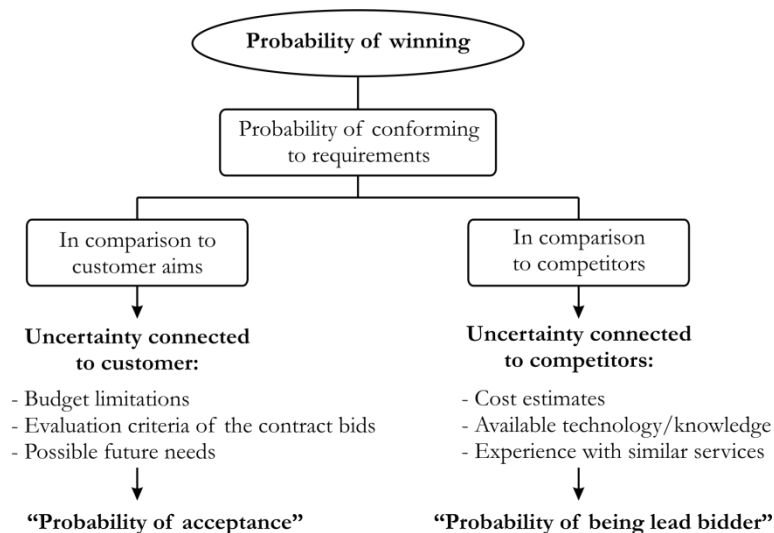 Probability of winning
Probability of conforming
to requirements
In comparison to
customer aims
Uncertainty connected
to customer:
- Budget limitations
- Evaluation criteria of the contract bids
- Possible future needs
“Probability of acceptance”
In comparison
to competitors
Uncertainty connected
to competitors:
- Cost estimates
- Available technology/knowledge
- Experience with similar services
“Probability of being lead bidder”